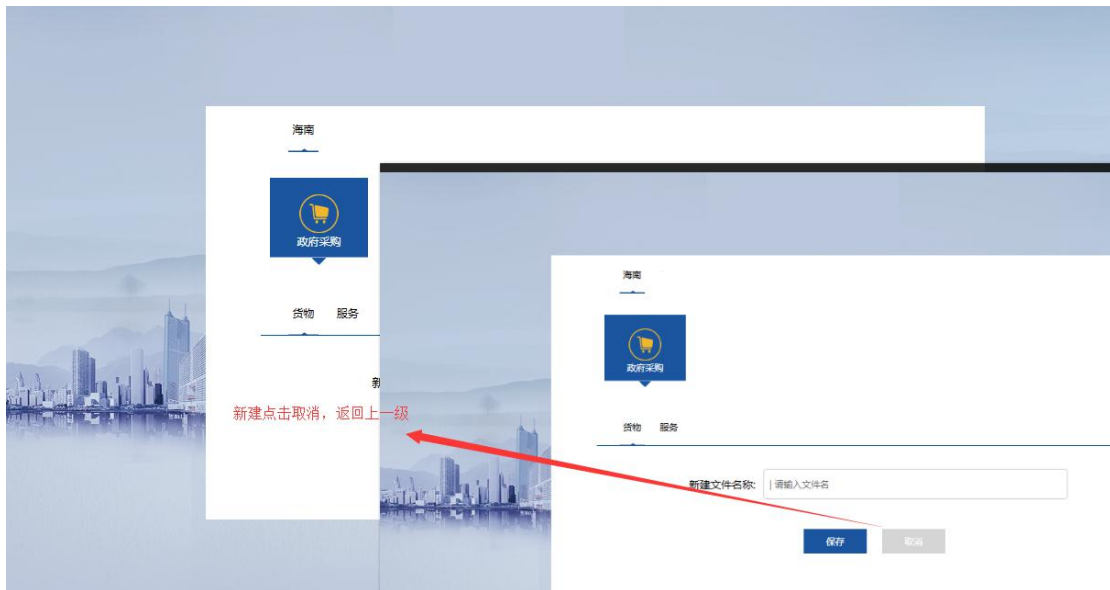 海南
政府采购
货物 服务
新
新建点击取消，返回上一级
海南
政府采购
货物 服务
新建文件名称: 请输入文件名
保存 取消